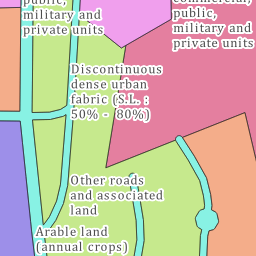 public,
military and
private units
commercial,
public,
military and
private units
Discontinuous
dense urban
fabric (S.L. :
50% - 80%)
Other roads
and associated
land
Arable land
(annual crops)